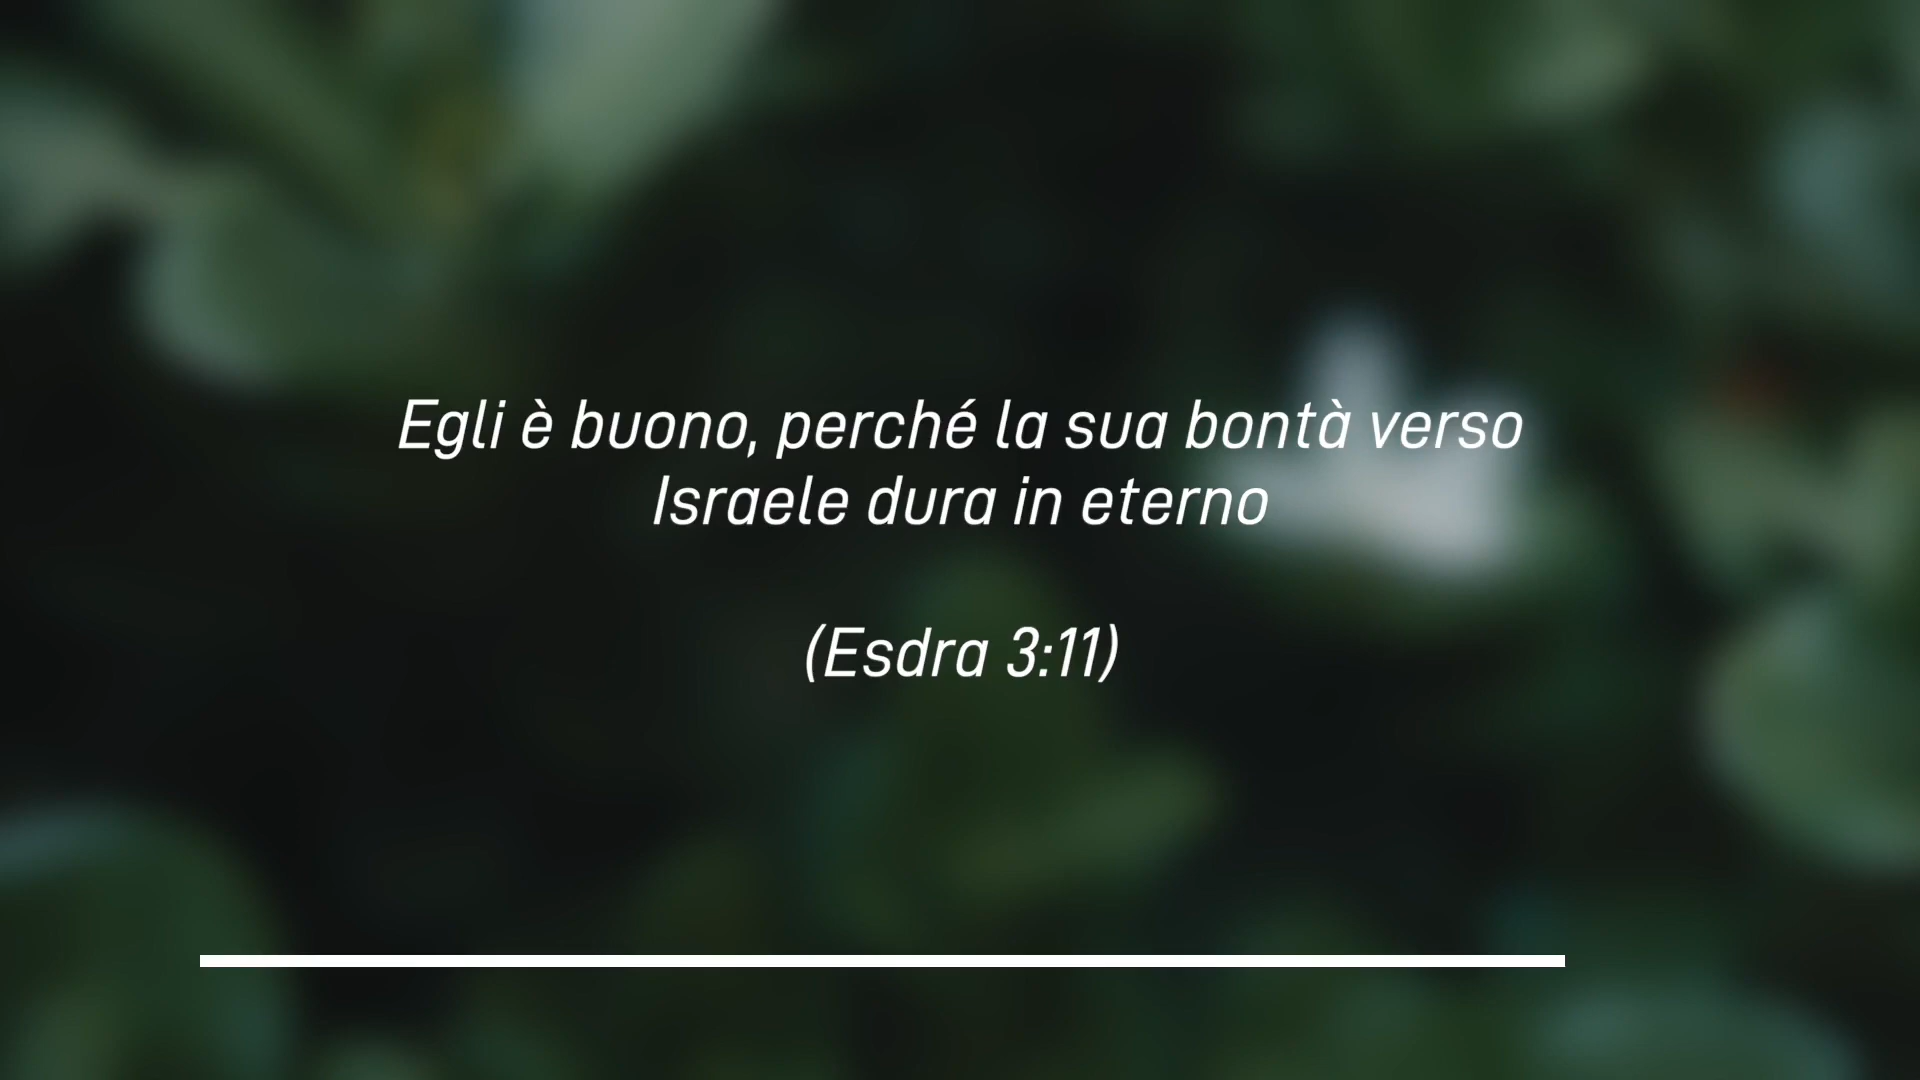 Egli è buono, perché la sua bontà verso
Israele dura in eterno
(Esdra 3:11)